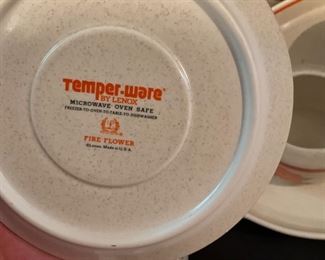 Temper-ware
BY LENOX
MICROWAVE · OVEN SAFE
FREEZER-TO-OVEN-TO-TABLE-TO-DISHWASHER
FIRE FLOWER
Made in U.S.A.